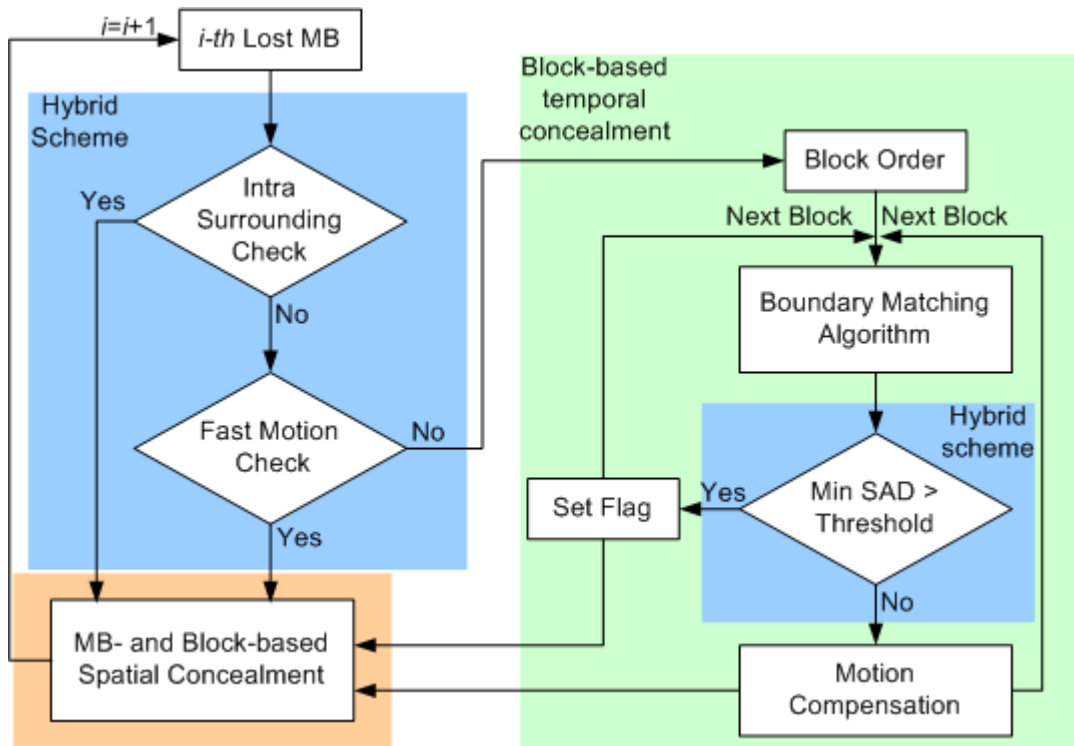 i=i+1
i-th Lost MB
Hybrid
Scheme
Yes
Intra
Surrounding
Check
No
Fast Motion
Check
No
Yes
MB- and Block-based
Spatial Concealment
Block-based
temporal
concealment
Block Order
Next Block
Next Block
Boundary Matching
Algorithm
Hybrid
scheme
Min SAD >
Threshold
Yes
Set Flag
No
Motion
Compensation